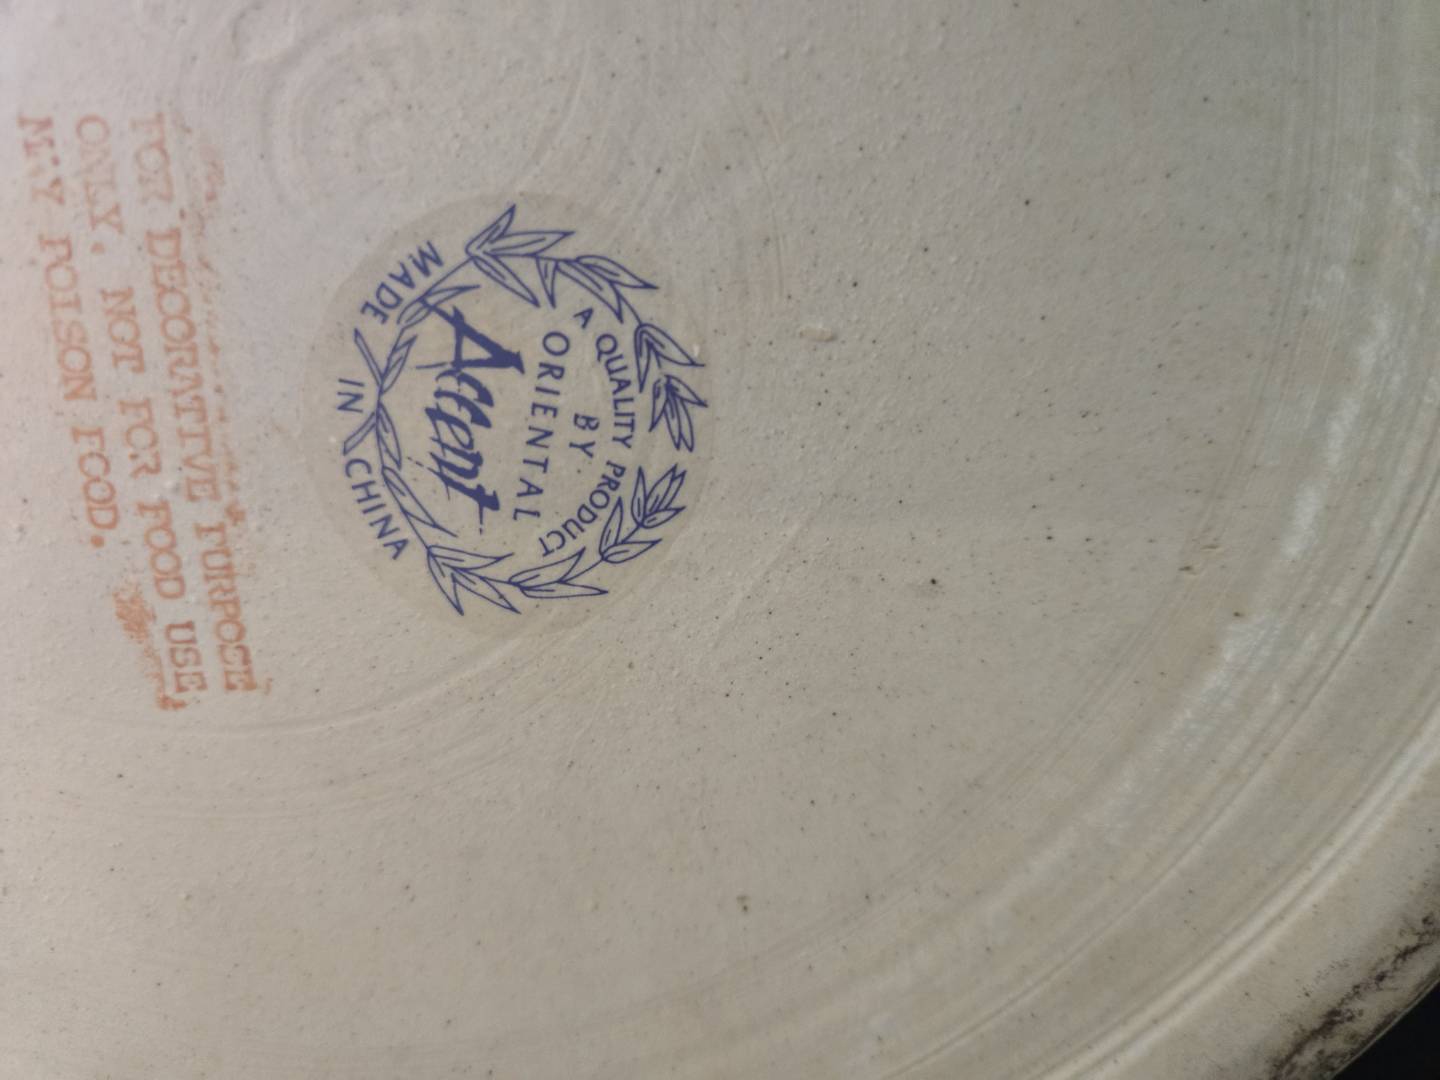 A QUALITY PRODUCT
BY
ORIENTAL
Accent
MADE IN CHINA
FOR DECORATIVE PURPOSE
ONLY. NOT FOR FOOD USE,
MAY POISON FOOD.